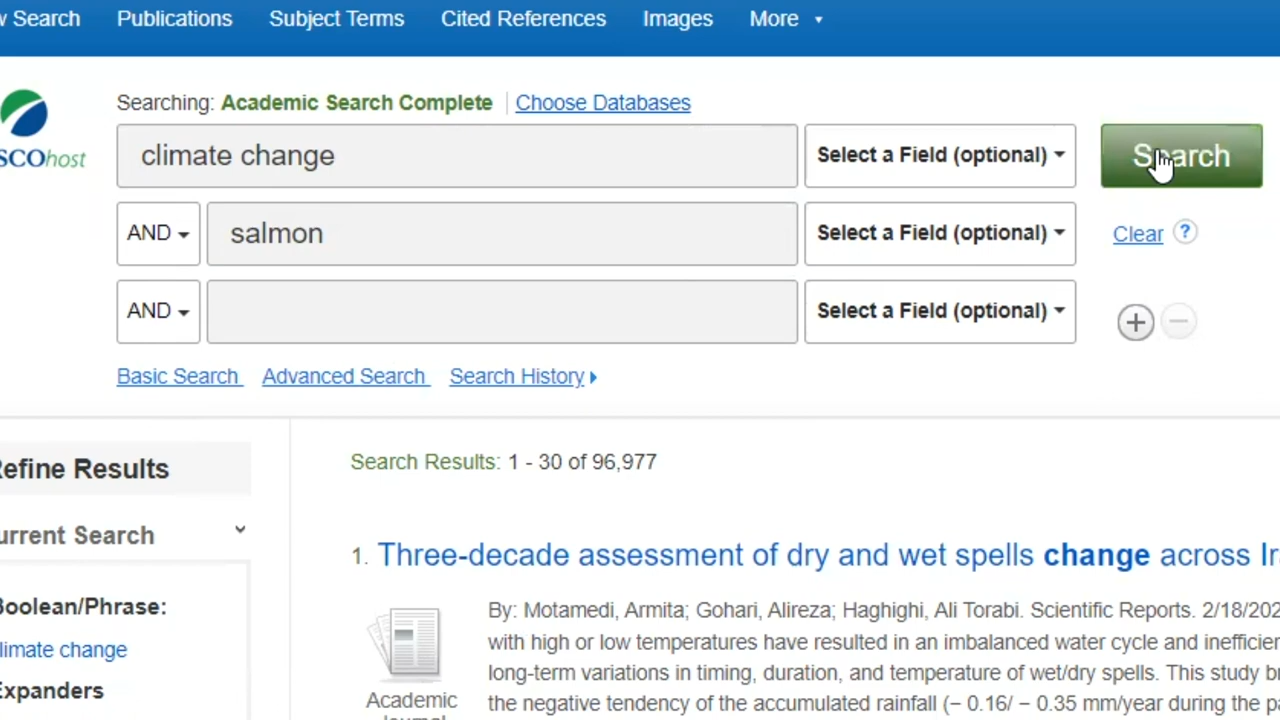 w Search Publications Subject Terms Cited References Images More
Searching: Academic Search Complete Choose Databases
SCOhost
climate change Select a Field (optional) Search
AND salmon Select a Field (optional) Clear ?
AND Select a Field (optional)
Basic Search Advanced Search Search History
Refine Results
Search Results: 1 - 30 of 96,977
urrent Search
1. Three-decade assessment of dry and wet spells change across Ir
Boolean/Phrase:
limate change
Expanders
By: Motamedi, Armita; Gohari, Alireza; Haghighi, Ali Torabi. Scientific Reports. 2/18/202
with high or low temperatures have resulted in an imbalanced water cycle and inefficien
long-term variations in timing, duration, and temperature of wet/dry spells. This study br
the negative tendency of the accumulated rainfall (− 0.16/ − 0.35 mm/year during the pa
Academic
Journal